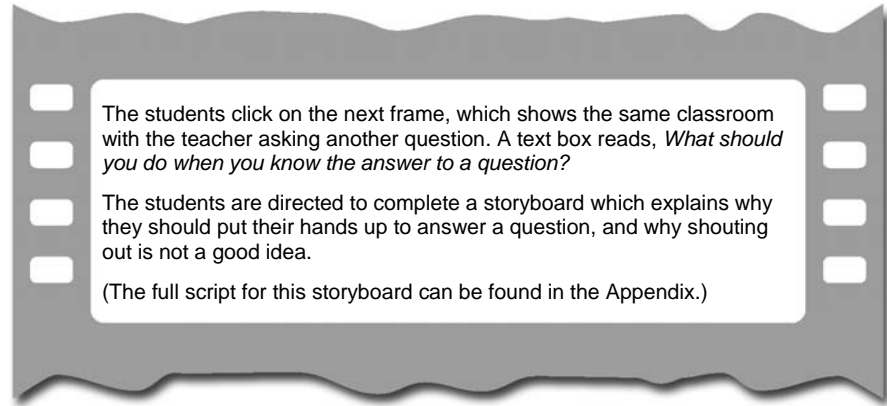 The students click on the next frame, which shows the same classroom
with the teacher asking another question. A text box reads, What should
you do when you know the answer to a question?
The students are directed to complete a storyboard which explains why
they should put their hands up to answer a question, and why shouting
out is not a good idea.
(The full script for this storyboard can be found in the Appendix.)